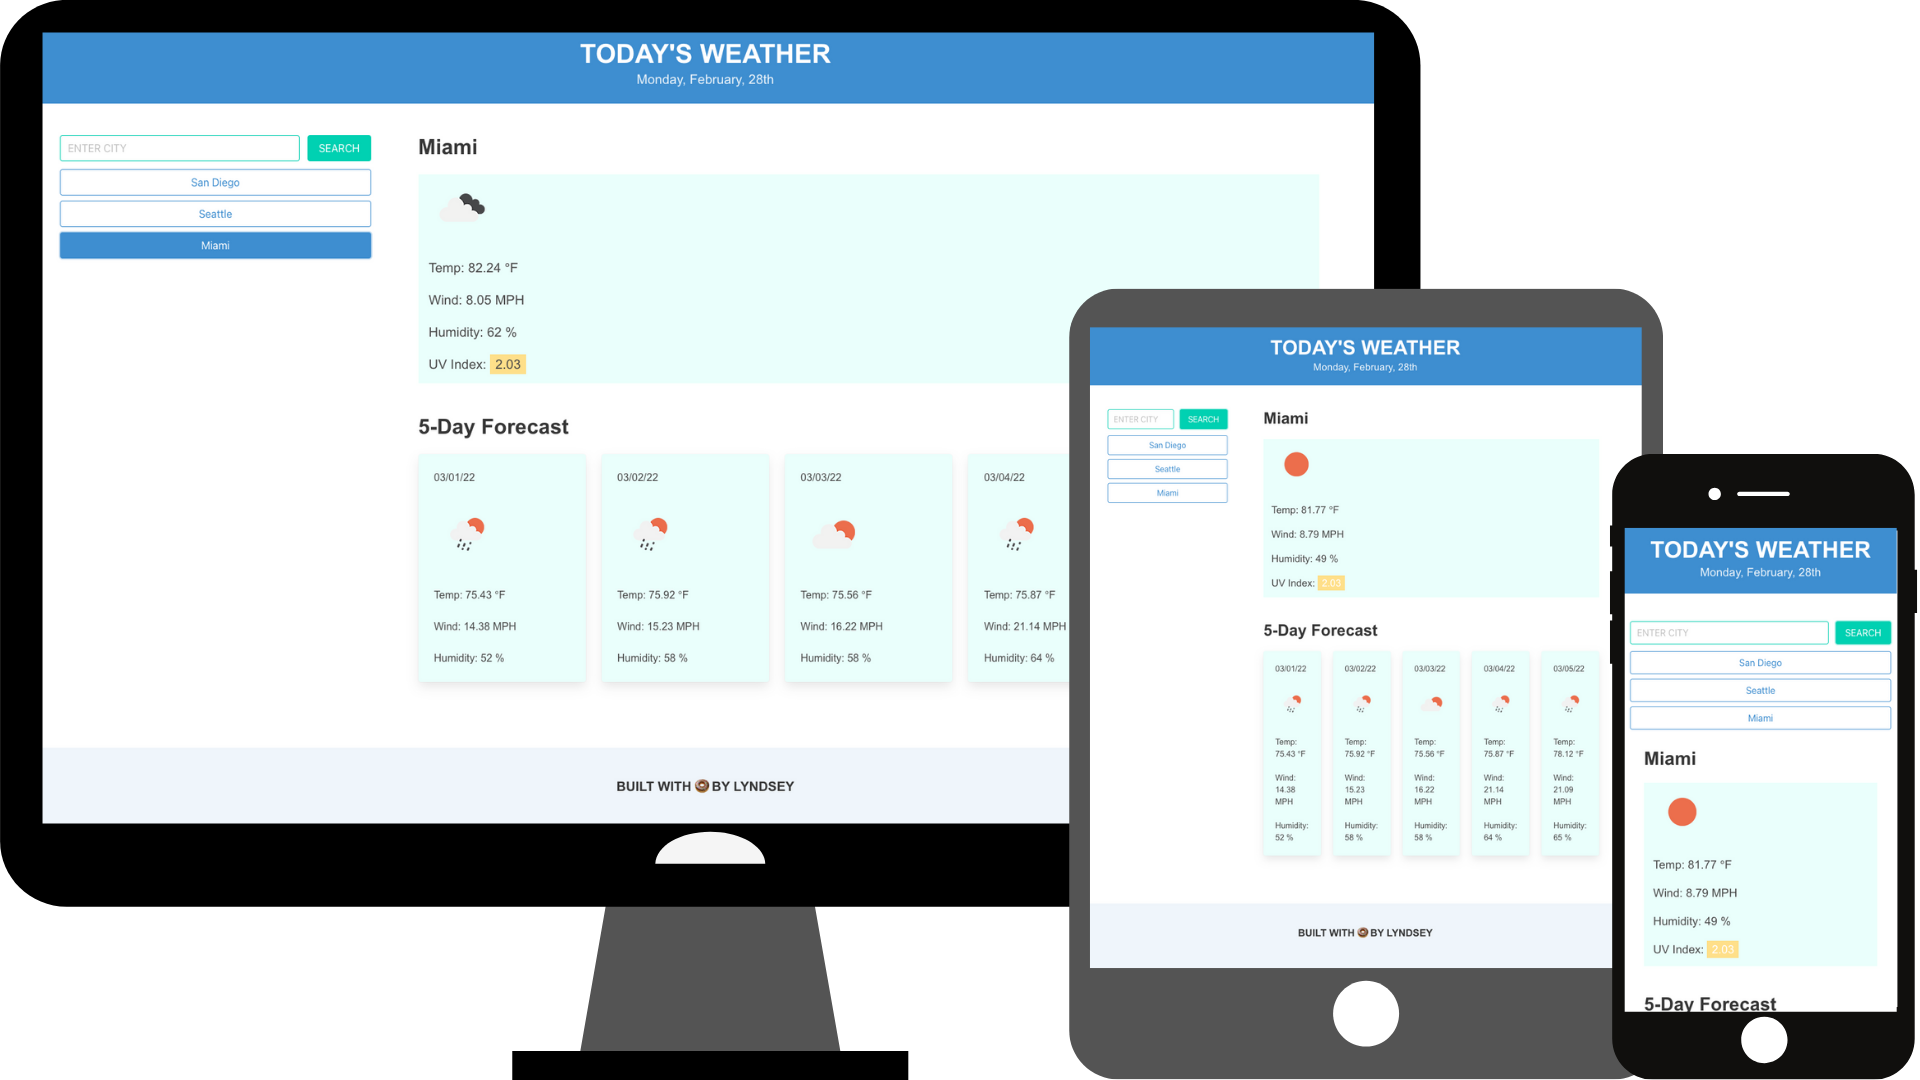 TODAY'S WEATHER
Monday, February, 28th
ENTER CITY
SEARCH
San Diego
Seattle
Miami
Miami
Temp: 82.24 °F
Wind: 8.05 MPH
Humidity: 62 %
UV Index: 2.03
5-Day Forecast
03/01/22
Temp: 75.43 °F
Wind: 14.38 MPH
Humidity: 52 %
03/02/22
Temp: 75.92 °F
Wind: 15.23 MPH
Humidity: 58 %
03/03/22
Temp: 75.56 °F
Wind: 16.22 MPH
Humidity: 58 %
03/04/22
Temp: 75.87 °F
Wind: 21.14 MPH
Humidity: 64 %
BUILT WITH 🍩 BY LYNDSEY
TODAY'S WEATHER
Monday, February, 28th
ENTER CITY
SEARCH
San Diego
Seattle
Miami
Miami
Temp: 81.77 °F
Wind: 8.79 MPH
Humidity: 49 %
UV Index: 2.03
5-Day Forecast
03/01/22
Temp:
75.43 °F
Wind:
14.38
MPH
Humidity:
52 %
03/02/22
Temp:
75.92 °F
Wind:
15.23
MPH
Humidity:
58 %
03/03/22
Temp:
75.56 °F
Wind:
16.22
MPH
Humidity:
58 %
03/04/22
Temp:
75.87 °F
Wind:
21.14
MPH
Humidity:
64 %
03/05/22
Temp:
78.12 °F
Wind:
21.09
MPH
Humidity:
65 %
BUILT WITH 🍩 BY LYNDSEY
TODAY'S WEATHER
Monday, February, 28th
ENTER CITY
SEARCH
San Diego
Seattle
Miami
Miami
Temp: 81.77 °F
Wind: 8.79 MPH
Humidity: 49 %
UV Index: 2.03
5-Day Forecast